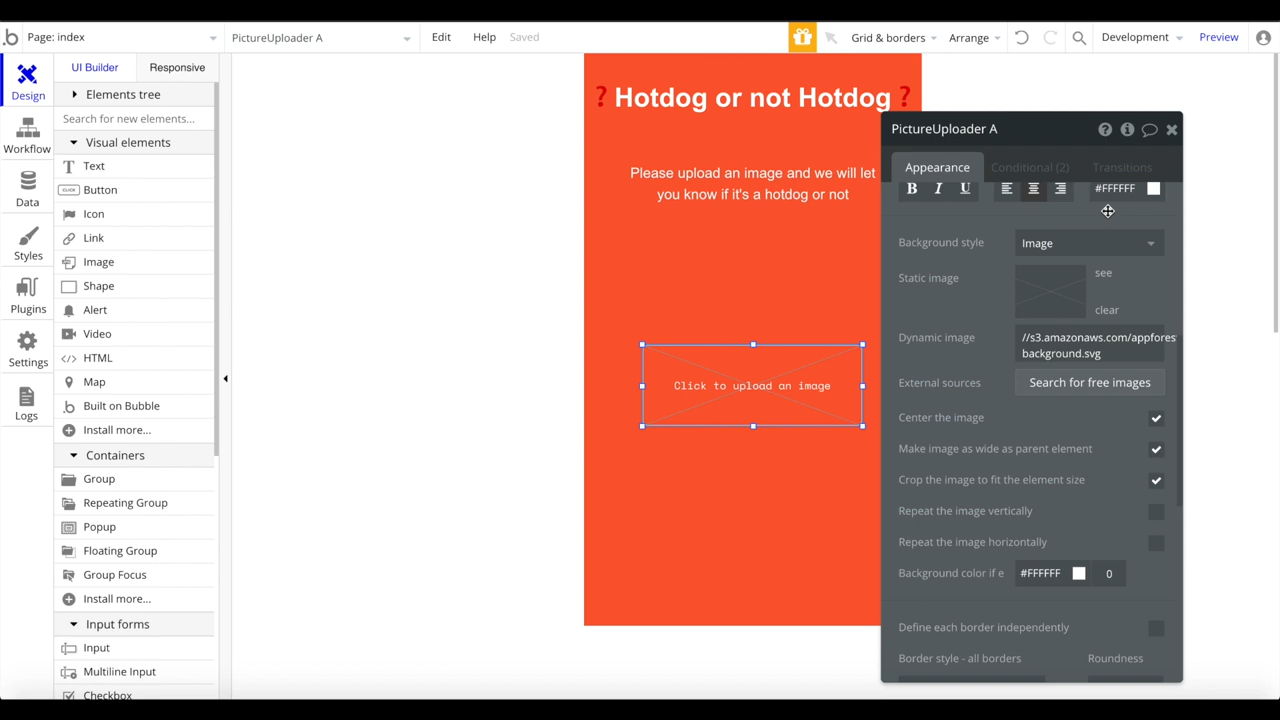 Page: index
PictureUploader A
Edit
Help
Saved
Grid & borders
Arrange
Development
Preview
Design
Workflow
Data
Styles
Plugins
Settings
Logs
UI Builder
Responsive
Elements tree
Search for new elements...
Visual elements
Text
CLICK Button
Icon
Link
Image
Shape
Alert
Video
HTML
Map
Built on Bubble
Install more...
Containers
Group
Repeating Group
Popup
Floating Group
Group Focus
Install more...
Input forms
Input
Multiline Input
Checkbox
❓ Hotdog or not Hotdog ❓
Please upload an image and we will let
you know if it's a hotdog or not
Click to upload an image
PictureUploader A
Appearance
Conditional (2)
Transitions
B I U
#FFFFFF
Background style
Image
Static image
see
clear
Dynamic image
//s3.amazonaws.com/appfores
background.svg
External sources
Search for free images
Center the image
Make image as wide as parent element
Crop the image to fit the element size
Repeat the image vertically
Repeat the image horizontally
Background color if e
#FFFFFF
0
Define each border independently
Border style - all borders
Roundness